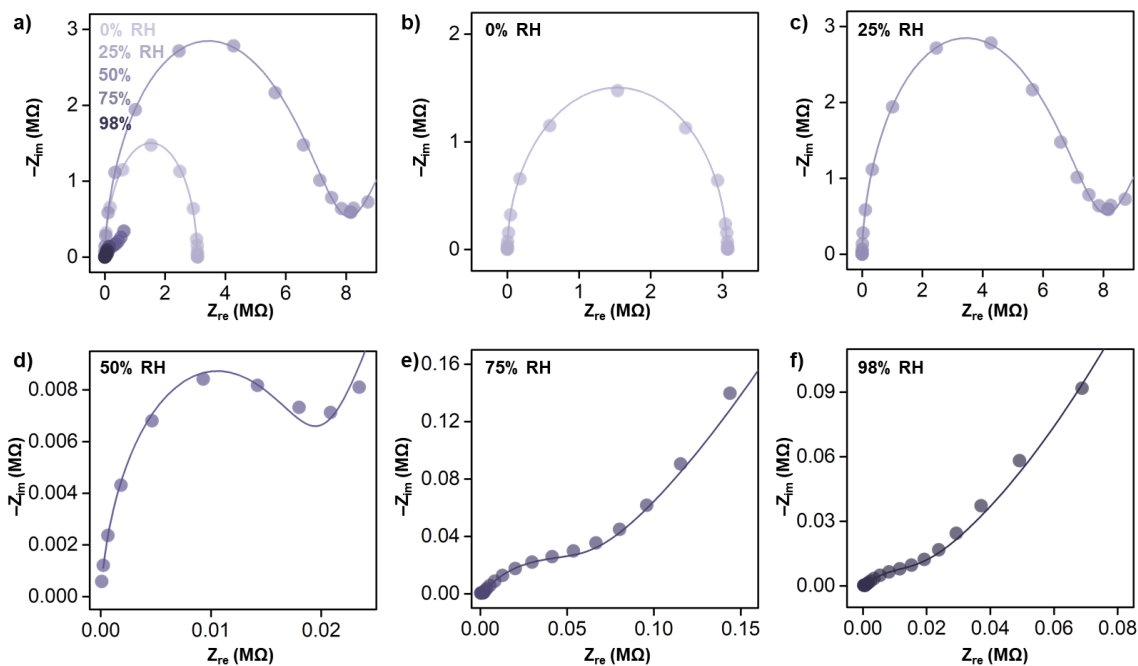 a)
0% RH
25% RH
50%
75%
98%
3
2
1
0
0 2 4 6 8
–Zim (MΩ)
Zre (MΩ)
b)
0% RH
2
1
0
0 1 2 3
–Zim (MΩ)
Zre (MΩ)
c)
25% RH
3
2
1
0
0 2 4 6 8
–Zim (MΩ)
Zre (MΩ)
d)
50% RH
0.008
0.006
0.004
0.002
0.000
0.00 0.01 0.02
–Zim (MΩ)
Zre (MΩ)
e)
75% RH
0.16
0.12
0.08
0.04
0.00
0.00 0.05 0.10 0.15
–Zim (MΩ)
Zre (MΩ)
f)
98% RH
0.09
0.06
0.03
0.00
0.00 0.02 0.04 0.06 0.08
–Zim (MΩ)
Zre (MΩ)